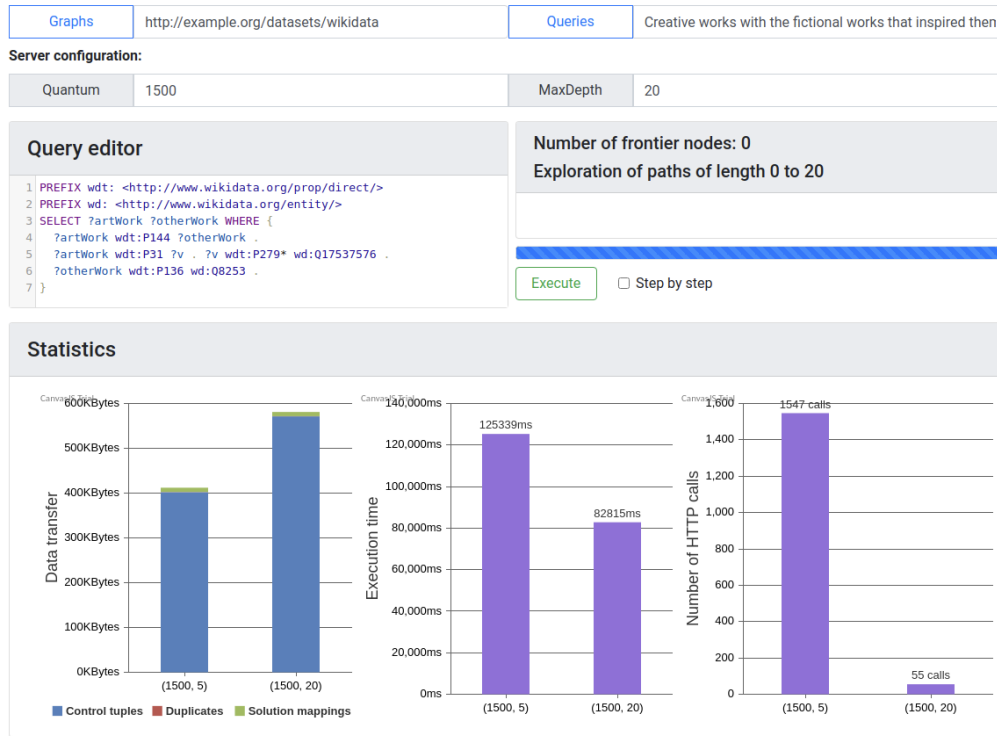 Graphs http://example.org/datasets/wikidata Queries Creative works with the fictional works that inspired then
Server configuration:
Quantum 1500 MaxDepth 20
Query editor
1 PREFIX wdt: <http://www.wikidata.org/prop/direct/>
2 PREFIX wd: <http://www.wikidata.org/entity/>
3 SELECT ?artWork ?otherWork WHERE {
4 ?artWork wdt:P144 ?otherWork .
5 ?artWork wdt:P31 ?v . ?v wdt:P279* wd:Q17537576 .
6 ?otherWork wdt:P136 wd:Q8253 .
7 }
Number of frontier nodes: 0
Exploration of paths of length 0 to 20
Execute Step by step
Statistics
CanvasJS Trial
600KBytes
500KBytes
400KBytes
300KBytes
200KBytes
100KBytes
0KBytes
Data transfer
(1500, 5) (1500, 20)
Control tuples Duplicates Solution mappings
CanvasJS Trial
140,000ms
120,000ms
100,000ms
80,000ms
60,000ms
40,000ms
20,000ms
0ms
Execution time
125339ms
82815ms
(1500, 5) (1500, 20)
CanvasJS Trial
1,600
1,400
1,200
1,000
800
600
400
200
0
Number of HTTP calls
1547 calls
55 calls
(1500, 5) (1500, 20)